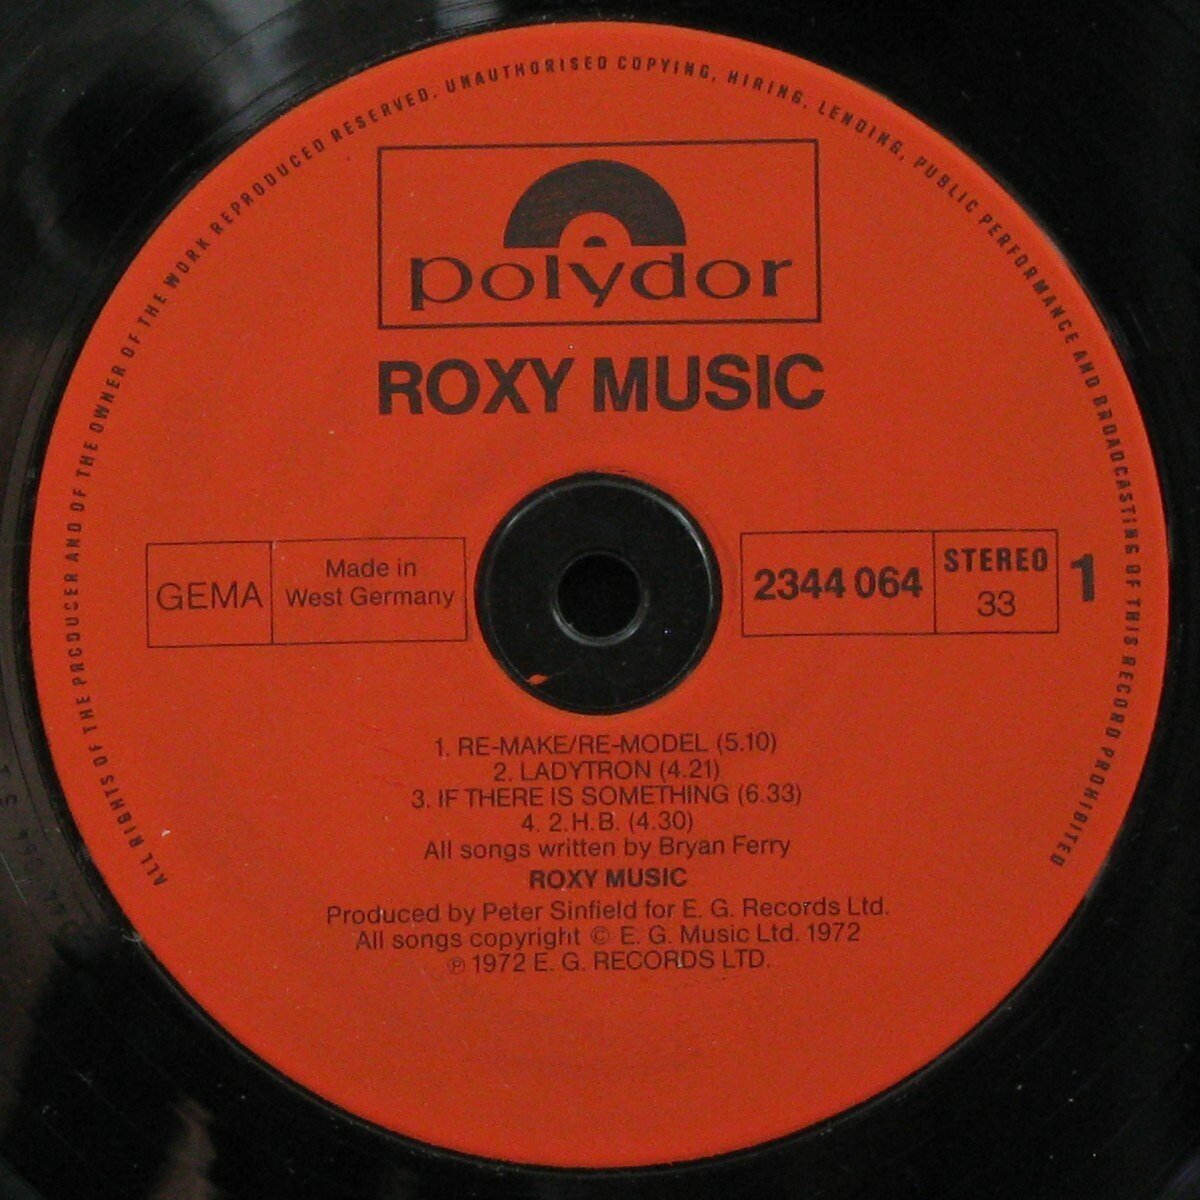 ALL RIGHTS OF THE PRODUCER AND OF THE OWNER OF THE WORK REPRODUCED RESERVED. UNAUTHORISED COPYING, HIRING, LENDING, PUBLIC PERFORMANCE AND BROADCASTING OF THIS RECORD PROHIBITED
polydor
ROXY MUSIC
GEMA
Made in
West Germany
2344 064
STEREO
33
1
1. RE-MAKE/RE-MODEL (5.10)
2. LADYTRON (4.21)
3. IF THERE IS SOMETHING (6.33)
4. 2.H.B. (4.30)
All songs written by Bryan Ferry
ROXY MUSIC
Produced by Peter Sinfield for E. G. Records Ltd.
All songs copyright © E. G. Music Ltd. 1972
℗ 1972 E. G. RECORDS LTD.